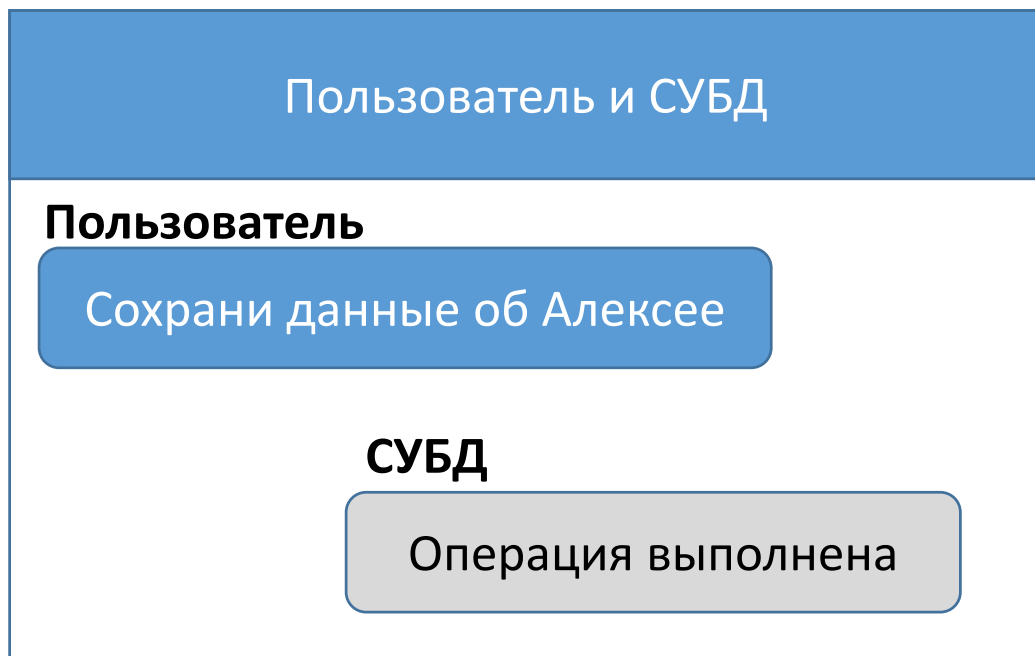 Пользователь и СУБД
Пользователь
Сохрани данные об Алексее
СУБД
Операция выполнена